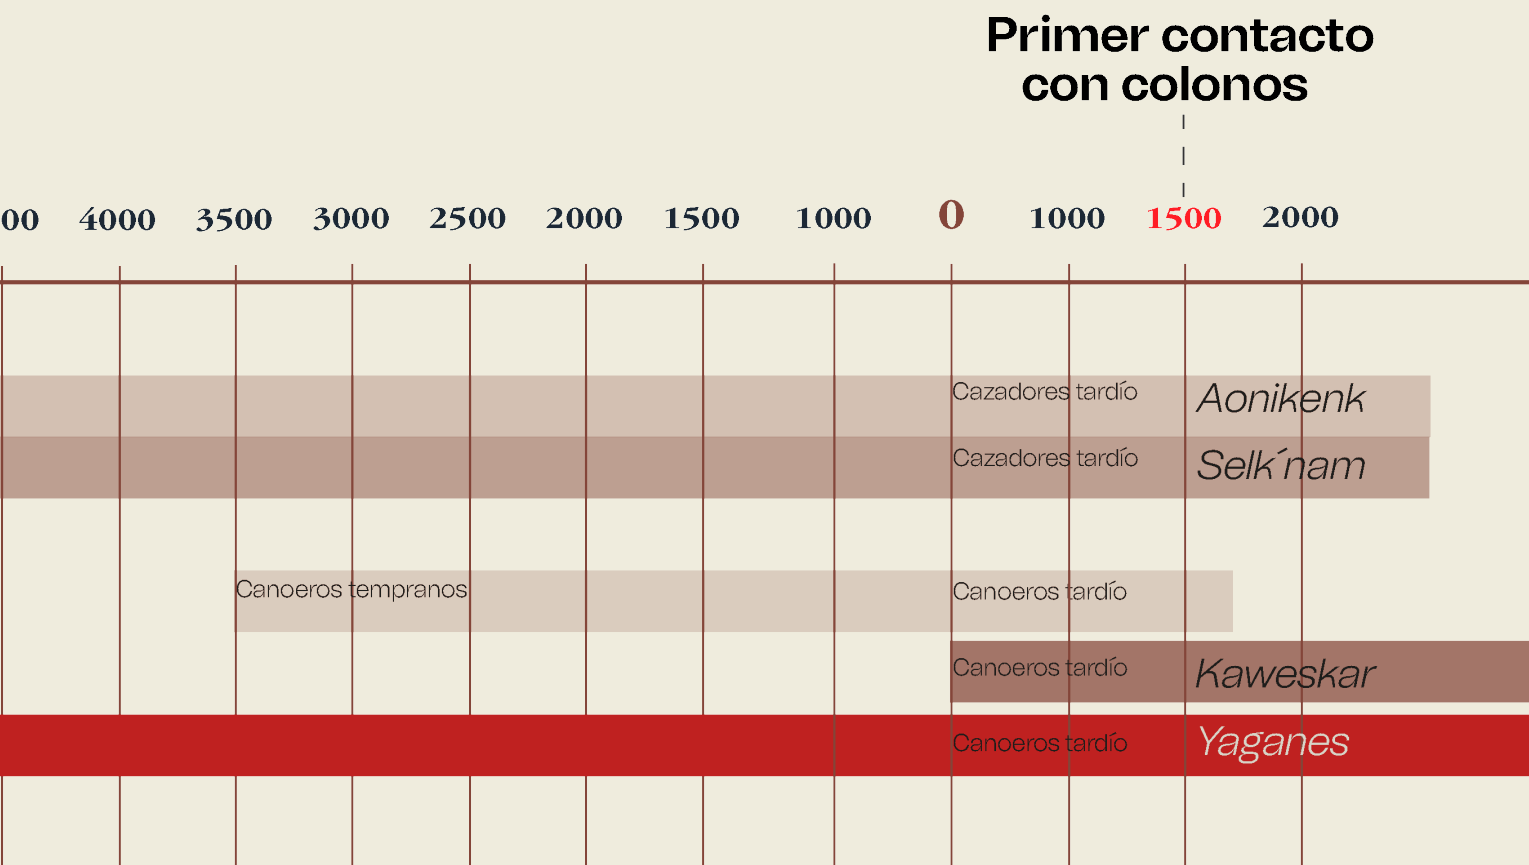 Primer contacto
con colonos
00 4000 3500 3000 2500 2000 1500 1000 0 1000 1500 2000
Cazadores tardío Aonikenk
Cazadores tardío Selk´nam
Canoeros tempranos Canoeros tardío
Canoeros tardío Kaweskar
Canoeros tardío Yaganes